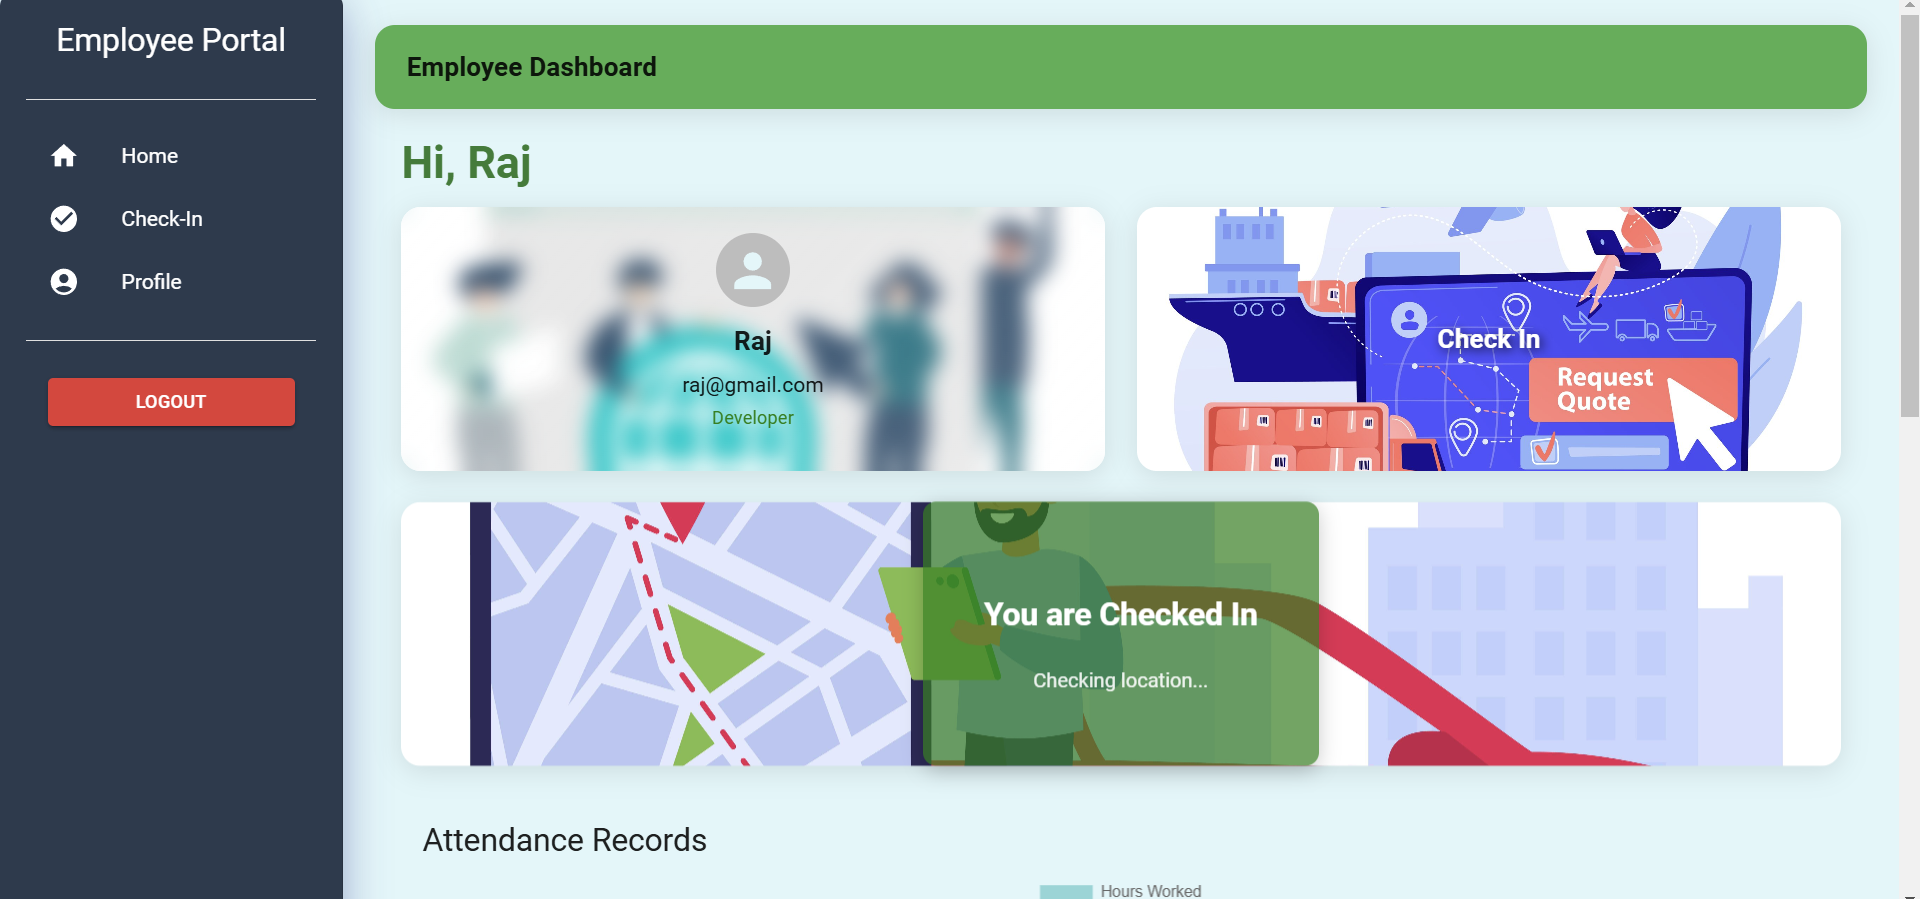 Employee Portal
Home
Check-In
Profile
LOGOUT
Employee Dashboard
Hi, Raj
Raj
raj@gmail.com
Developer
Check In
Request
Quote
You are Checked In
Checking location...
Attendance Records
Hours Worked